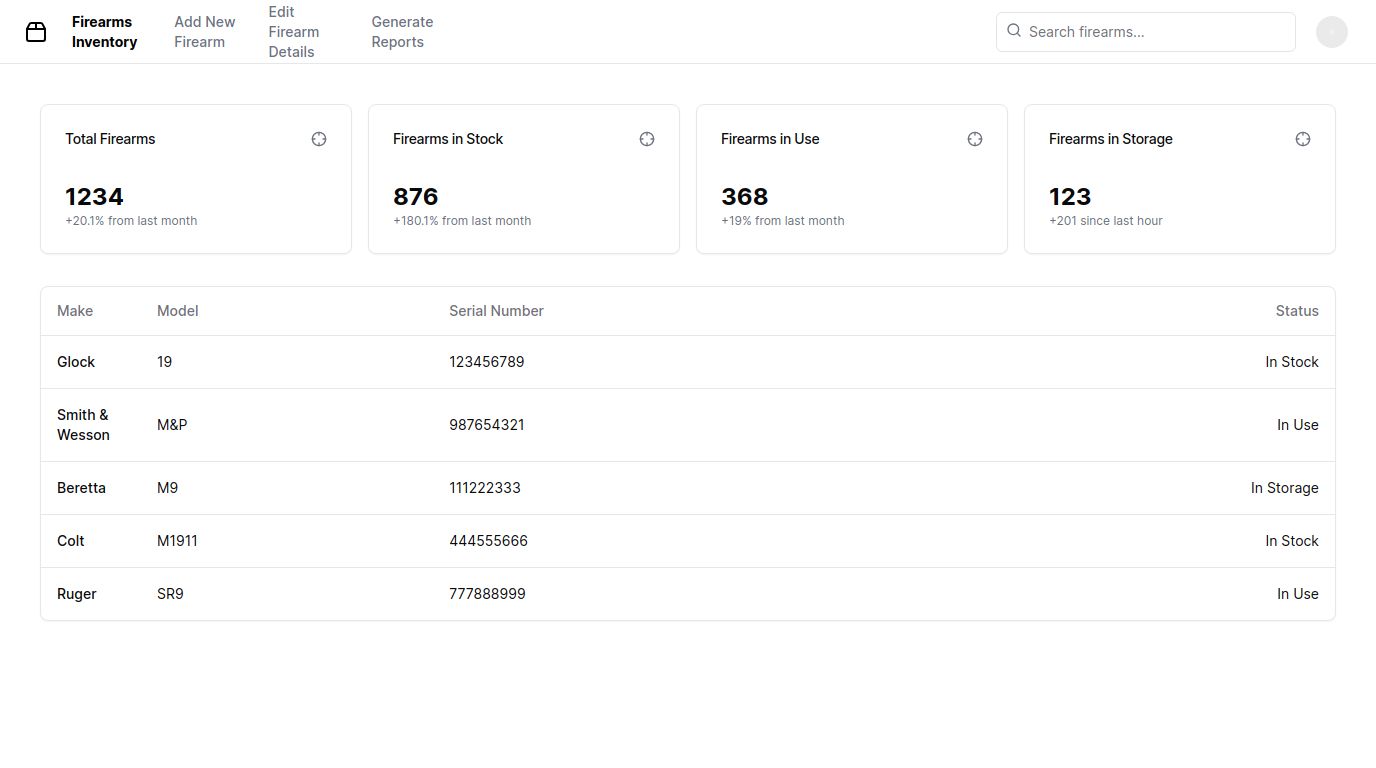 Firearms
Inventory
Add New
Firearm
Edit
Firearm
Details
Generate
Reports
Search firearms...
Total Firearms
1234
+20.1% from last month
Firearms in Stock
876
+180.1% from last month
Firearms in Use
368
+19% from last month
Firearms in Storage
123
+201 since last hour
Make Model Serial Number Status
Glock 19 123456789 In Stock
Smith &
Wesson M&P 987654321 In Use
Beretta M9 111222333 In Storage
Colt M1911 444555666 In Stock
Ruger SR9 777888999 In Use